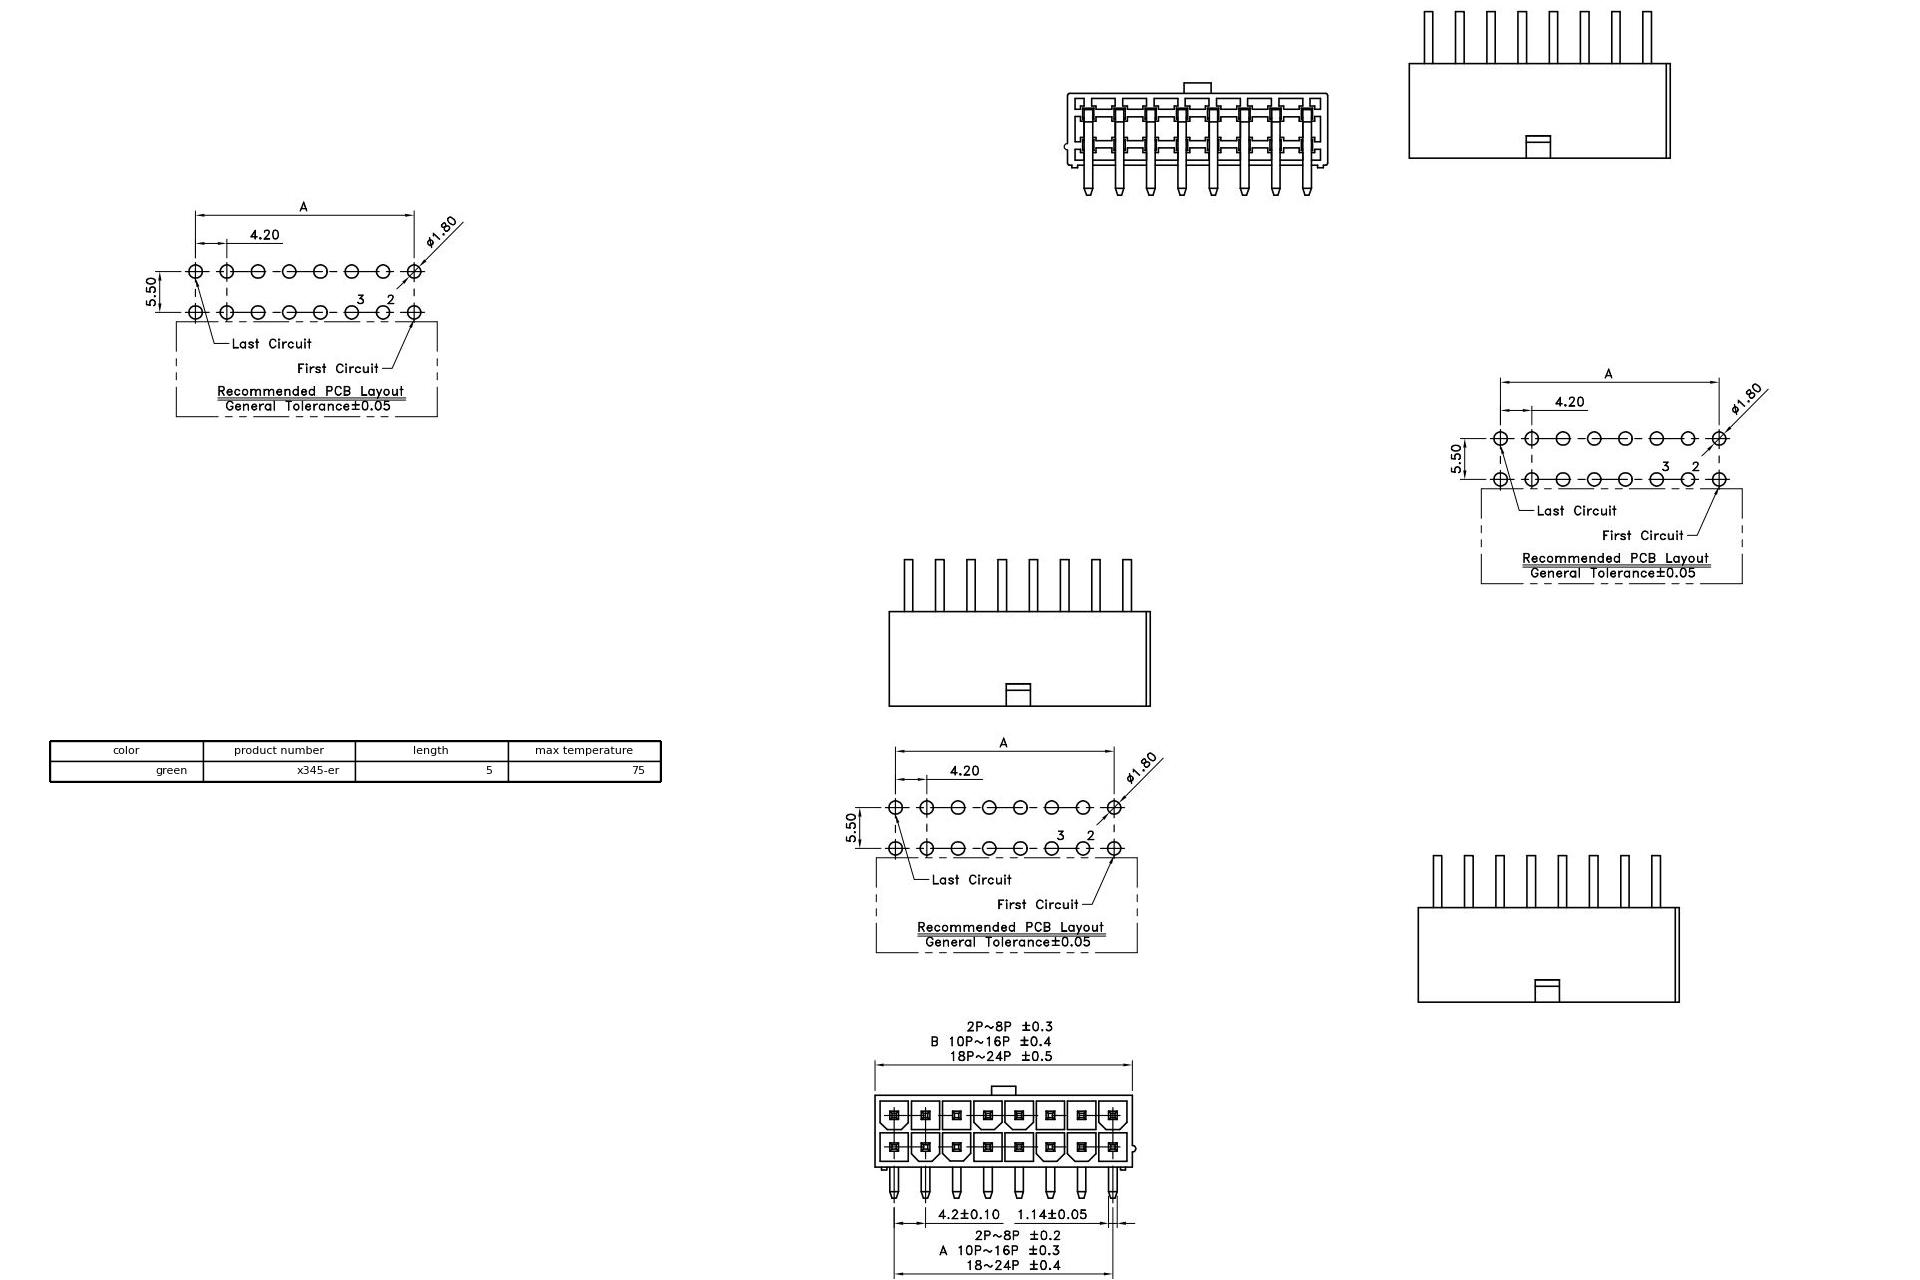 A
4.20
ø1.80
5.50
3 2
Last Circuit
First Circuit
Recommended PCB Layout
General Tolerance±0.05
A
4.20
ø1.80
5.50
3 2
Last Circuit
First Circuit
Recommended PCB Layout
General Tolerance±0.05
color product number length max temperature
green x345-er 5 75
A
4.20
ø1.80
5.50
3 2
Last Circuit
First Circuit
Recommended PCB Layout
General Tolerance±0.05
2P~8P ±0.3
B 10P~16P ±0.4
18P~24P ±0.5
4.2±0.10 1.14±0.05
2P~8P ±0.2
A 10P~16P ±0.3
18~24P ±0.4